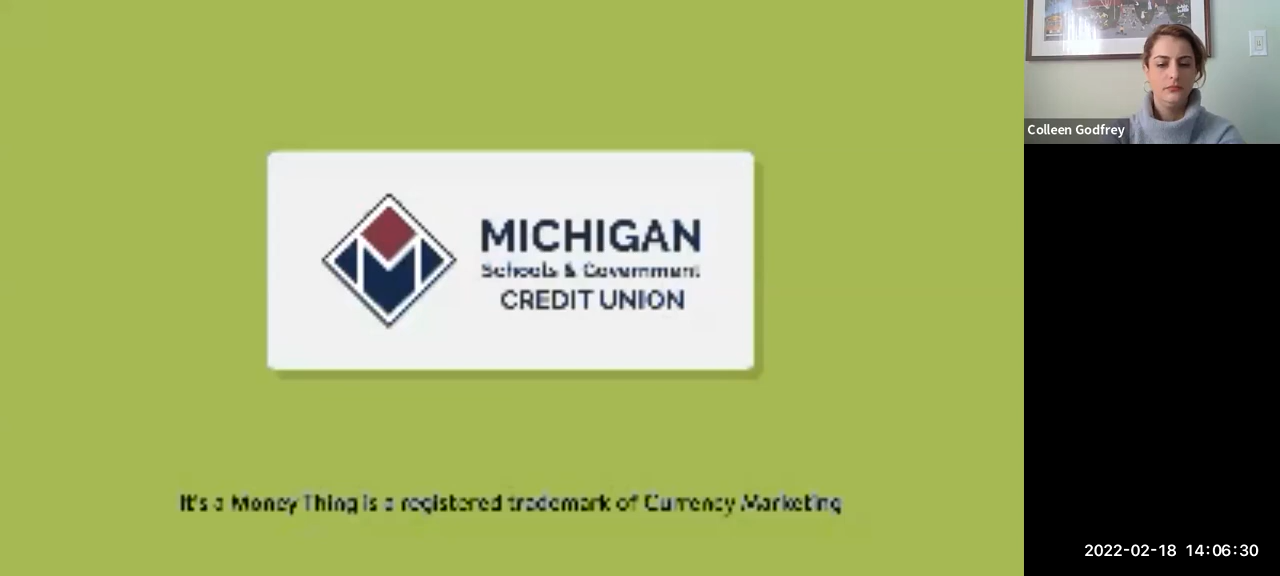 MICHIGAN
Schools & Government
CREDIT UNION
It's a Money Thing is a registered trademark of Currency Marketing
Colleen Godfrey
2022-02-18 14:06:30